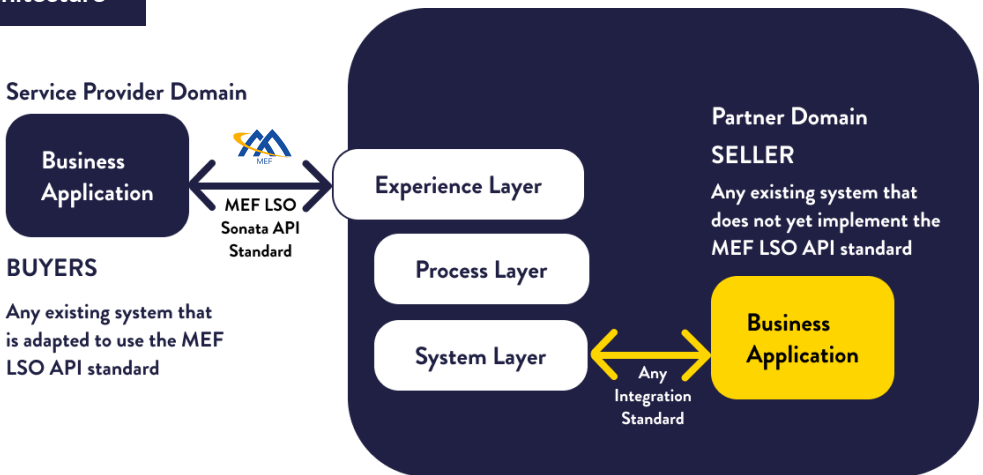 Service Provider Domain
Business
Application
MEF
MEF LSO
Sonata API
Standard
BUYERS
Any existing system that
is adapted to use the MEF
LSO API standard
Experience Layer
Process Layer
System Layer
Any
Integration
Standard
Partner Domain
SELLER
Any existing system that
does not yet implement the
MEF LSO API standard
Business
Application